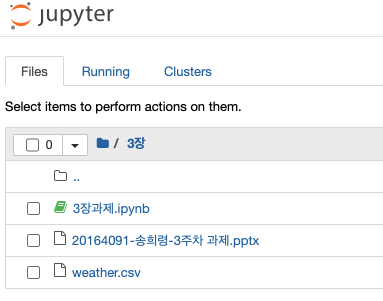 jupyter
Files Running Clusters
Select items to perform actions on them.
0 / 3장
..
3장과제.ipynb
20164091-송희령-3주차 과제.pptx
weather.csv